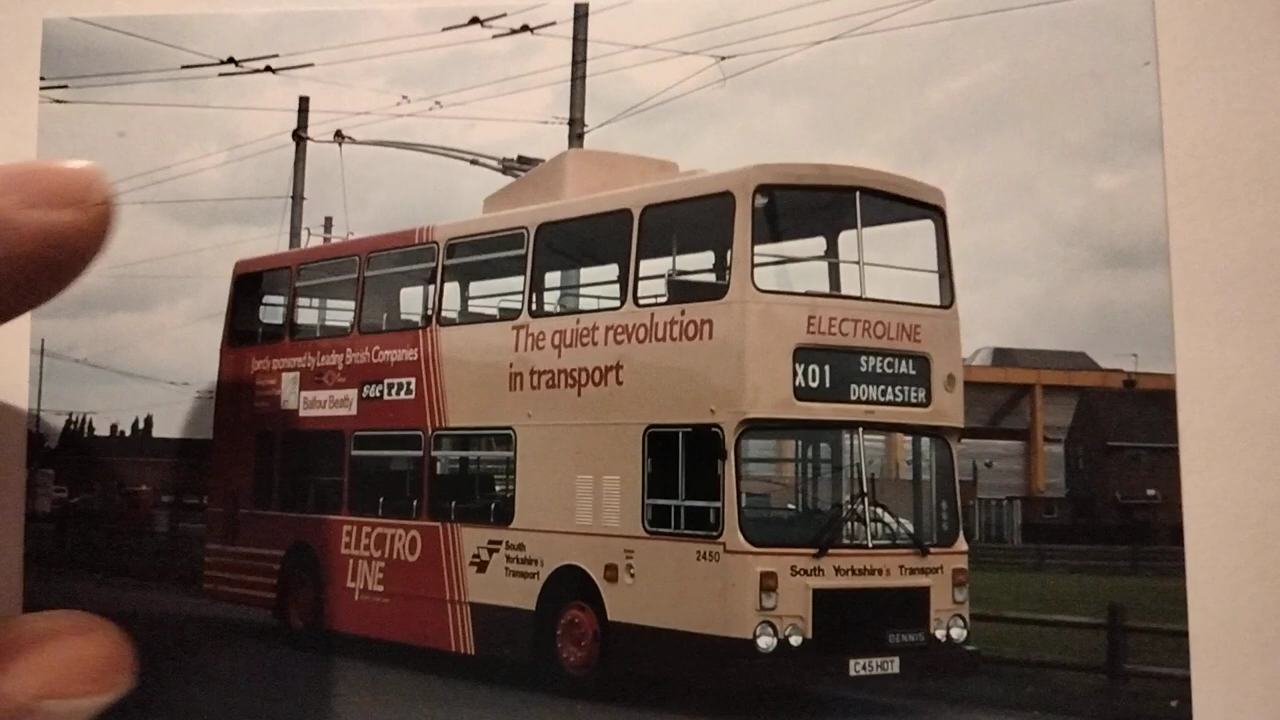 The quiet revolution
in transport
ELECTROLINE
X01 SPECIAL
DONCASTER
Jointly sponsored by Leading British Companies
Balfour Beatty
GEC
ELECTRO
LINE
South
Yorkshire's
Transport
2450
South Yorkshire's Transport
DENNIS
C45 HDT